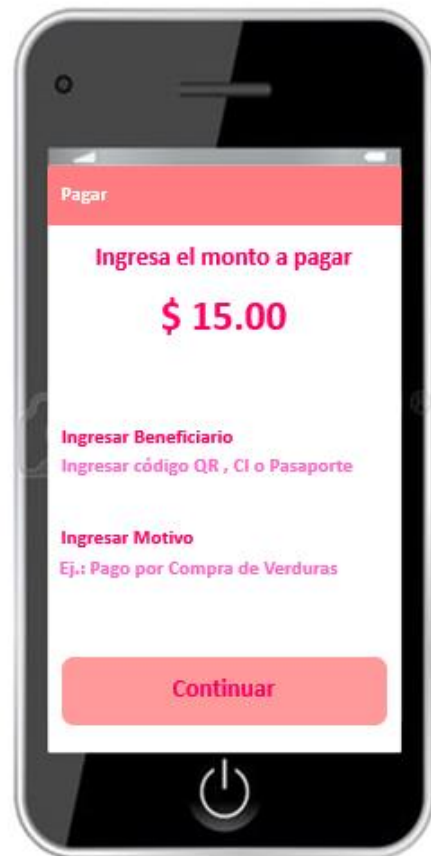 Pagar
Ingresa el monto a pagar
$ 15.00
Ingresar Beneficiario
Ingresar código QR , CI o Pasaporte
Ingresar Motivo
Ej.: Pago por Compra de Verduras
Continuar